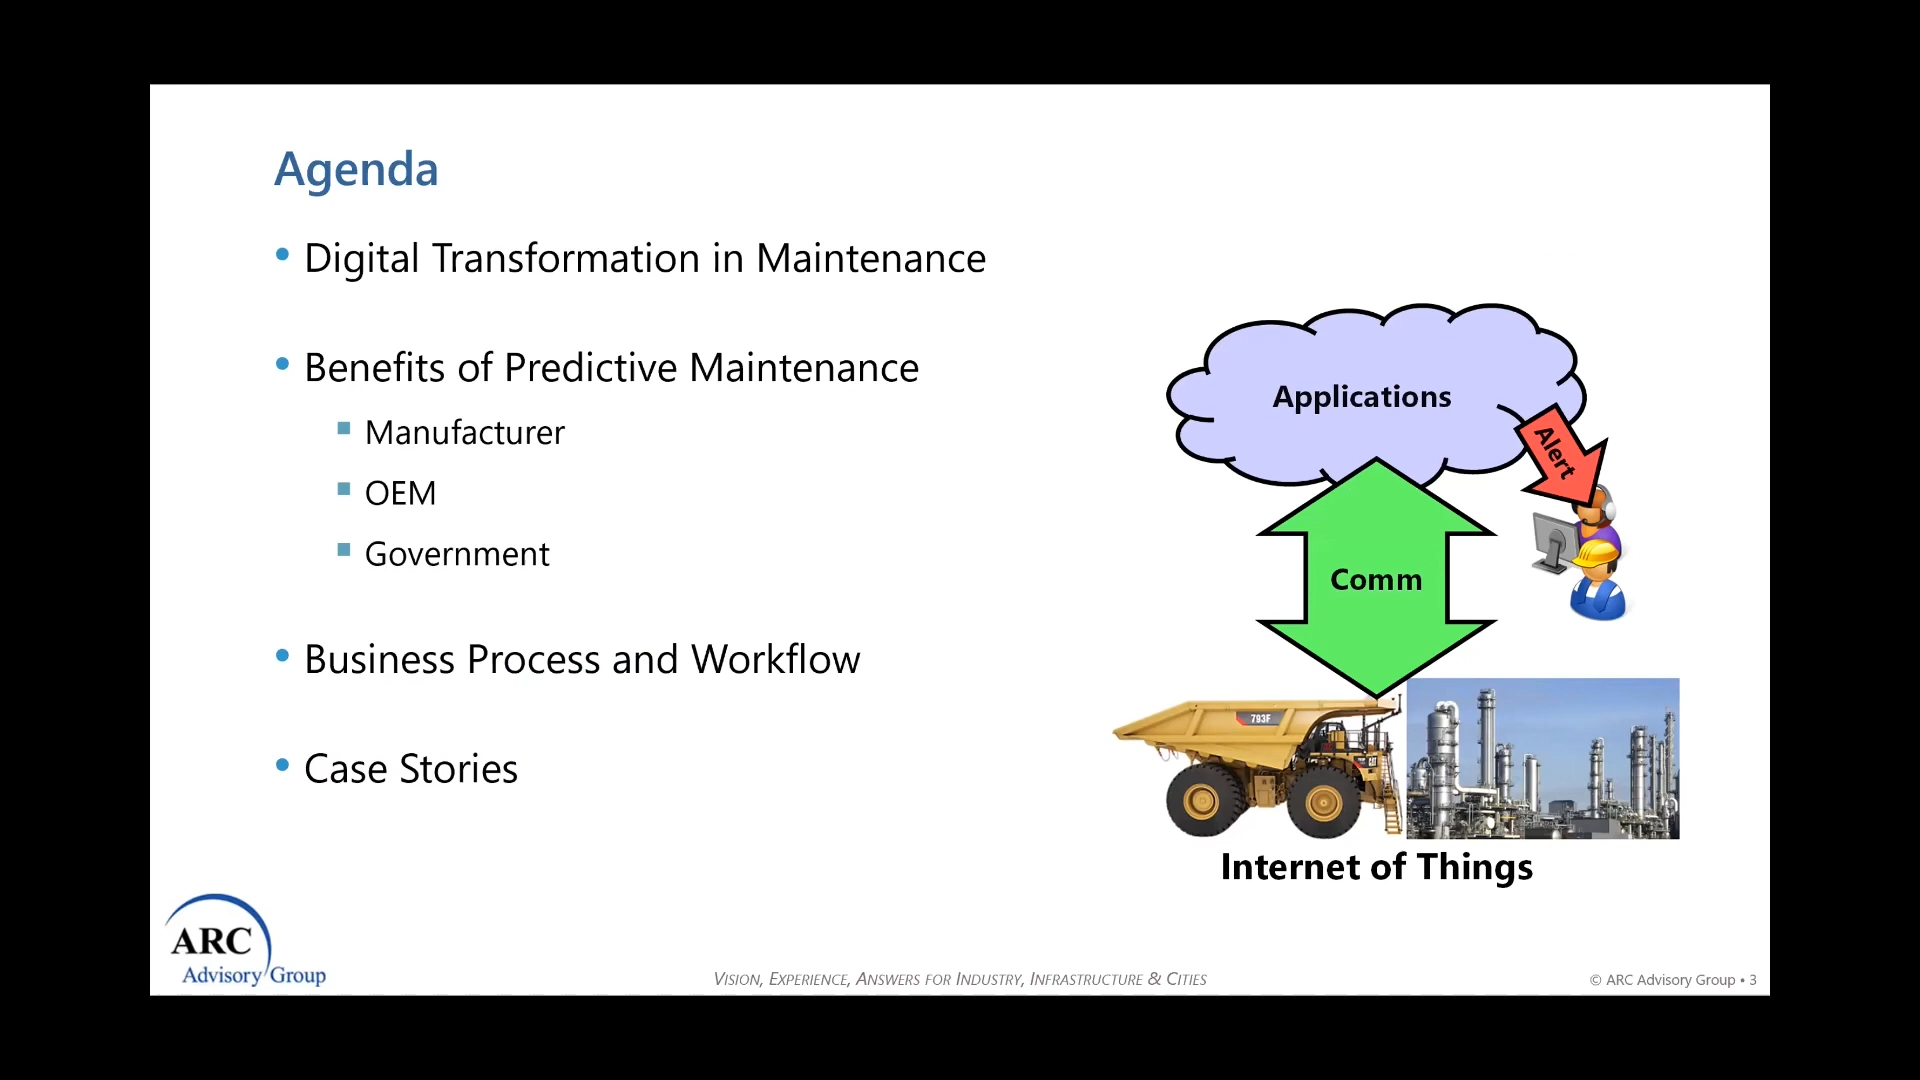 Agenda
• Digital Transformation in Maintenance
• Benefits of Predictive Maintenance
▪ Manufacturer
▪ OEM
▪ Government
• Business Process and Workflow
• Case Stories
Applications
Alert
Comm
793F
CAT
Internet of Things
ARC
Advisory Group
VISION, EXPERIENCE, ANSWERS FOR INDUSTRY, INFRASTRUCTURE & CITIES
© ARC Advisory Group • 3